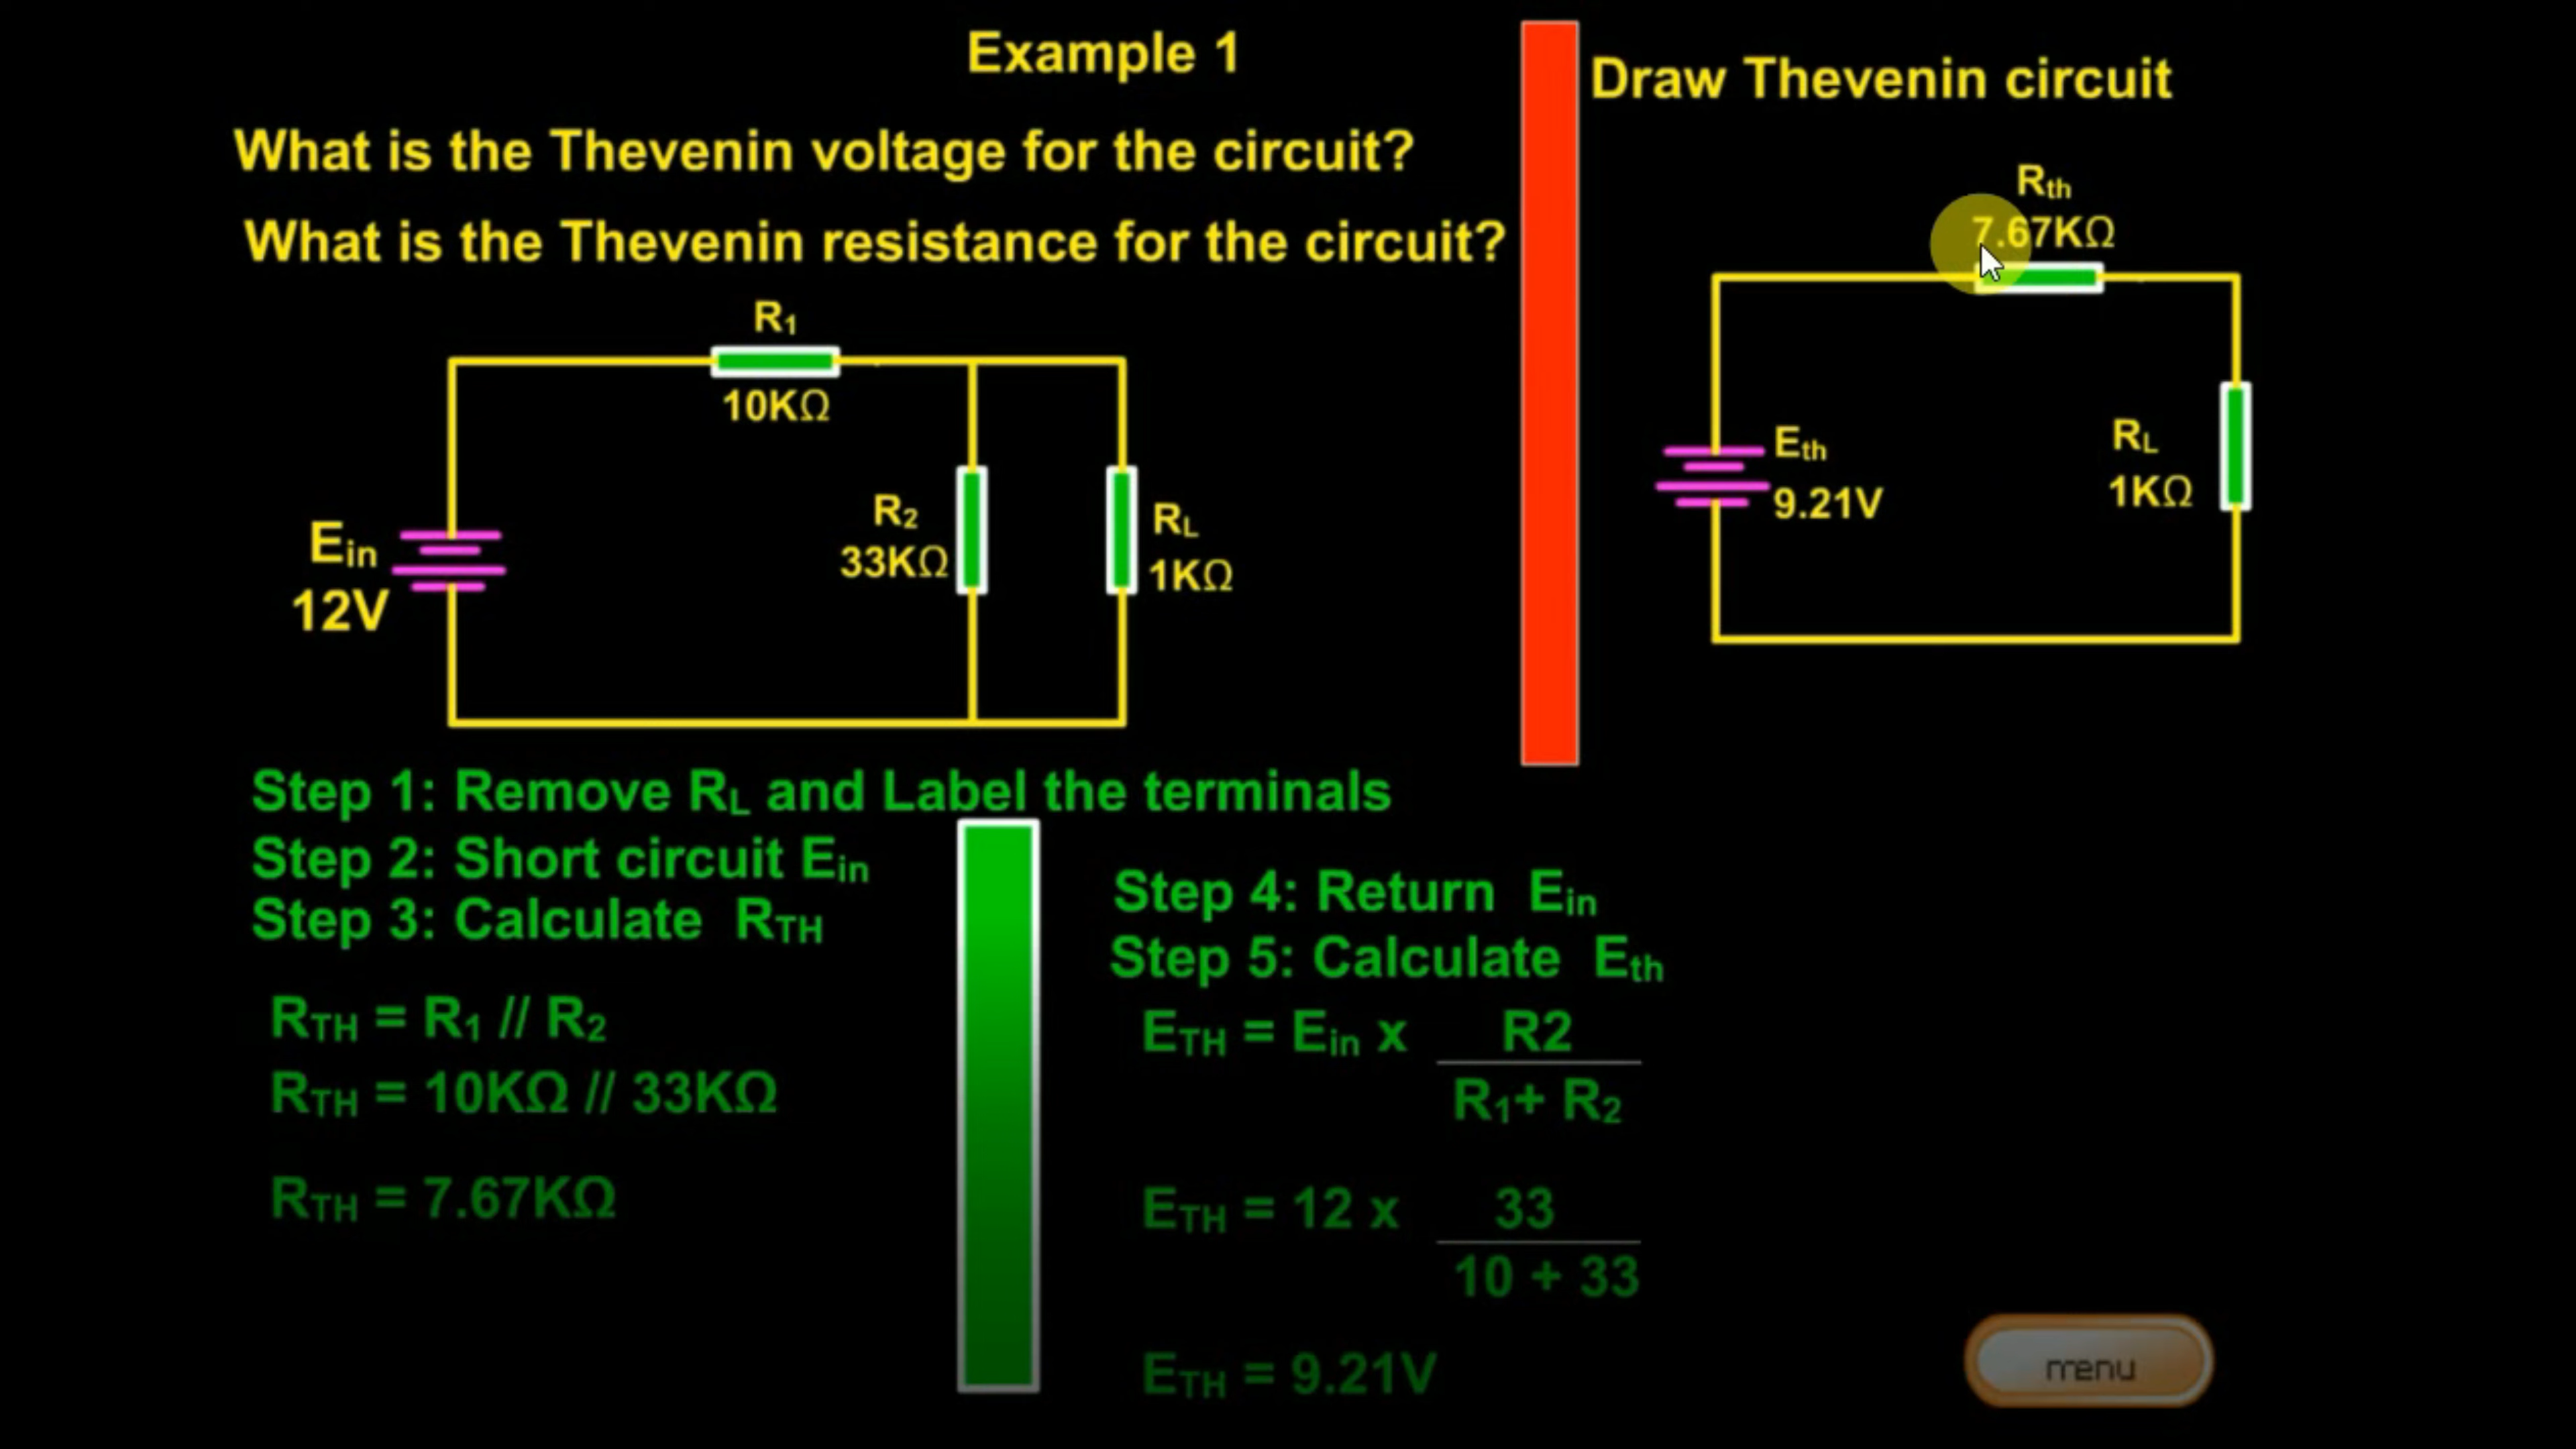 Example 1
What is the Thevenin voltage for the circuit?
What is the Thevenin resistance for the circuit?
R1
10KΩ
Ein
12V
R2
33KΩ
RL
1KΩ
Draw Thevenin circuit
Rth
7.67KΩ
Eth
9.21V
RL
1KΩ
Step 1: Remove RL and Label the terminals
Step 2: Short circuit Ein
Step 3: Calculate RTH
RTH = R1 // R2
RTH = 10KΩ // 33KΩ
RTH = 7.67KΩ
Step 4: Return Ein
Step 5: Calculate Eth
ETH = Ein x R2
R1+ R2
ETH = 12 x 33
10 + 33
ETH = 9.21V
menu